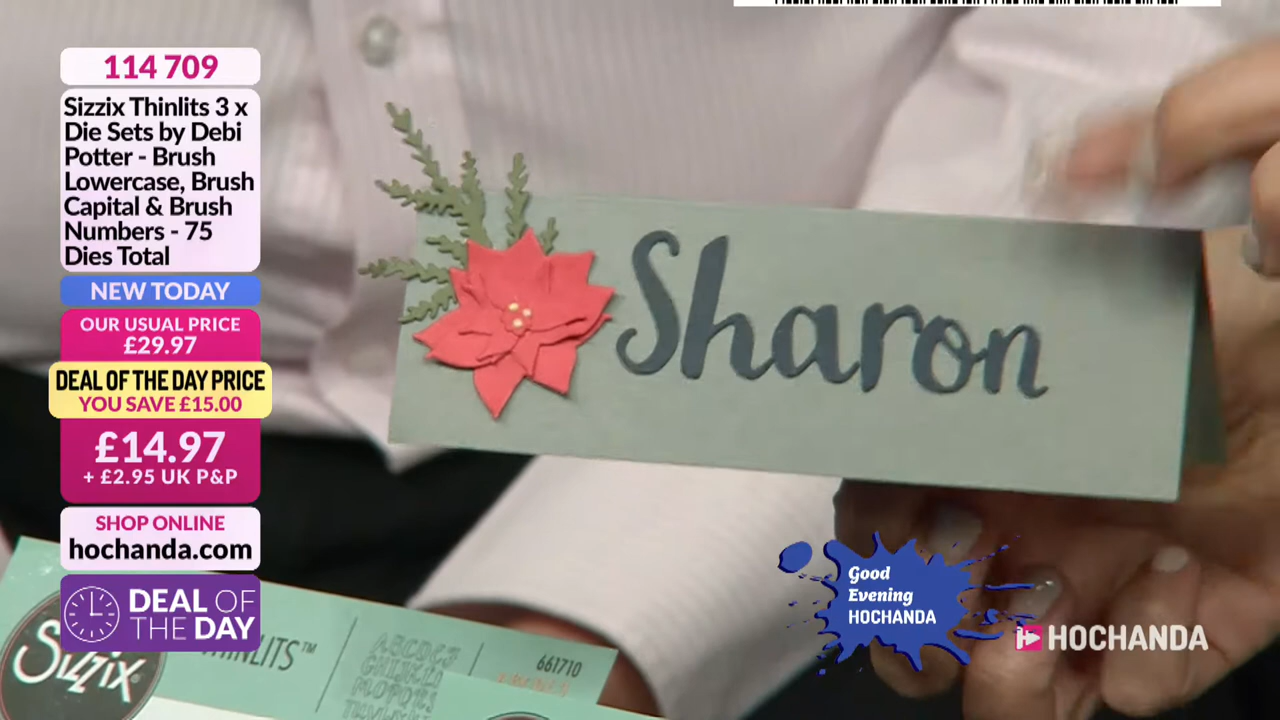 114 709
Sizzix Thinlits 3 x
Die Sets by Debi
Potter - Brush
Lowercase, Brush
Capital & Brush
Numbers - 75
Dies Total
NEW TODAY
OUR USUAL PRICE
£29.97
DEAL OF THE DAY PRICE
YOU SAVE £15.00
£14.97
+ £2.95 UK P&P
SHOP ONLINE
hochanda.com
DEAL OF
THE DAY
Sharon
Good
Evening
HOCHANDA
HOCHANDA
Sizzix
THINLITS™
661710